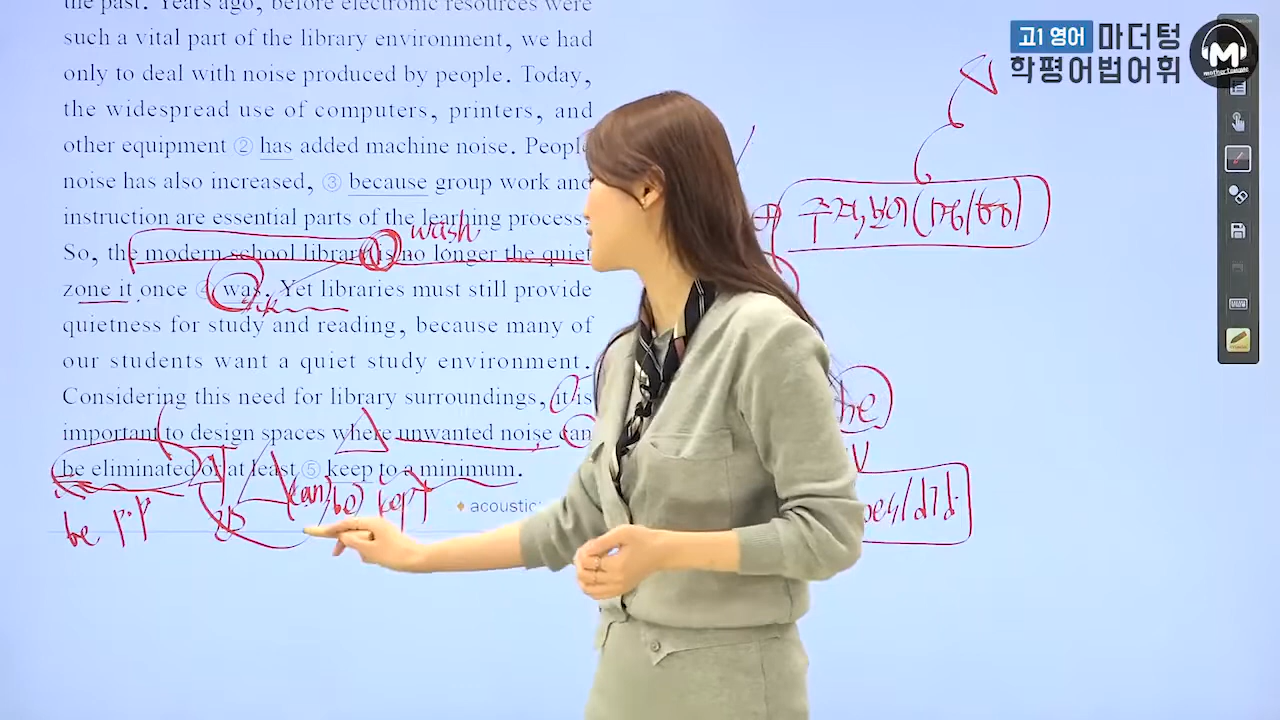 the past. Years ago, before electronic resources were
such a vital part of the library environment, we had
only to deal with noise produced by people. Today,
the widespread use of computers, printers, and
other equipment ② has added machine noise. People
noise has also increased, ③ because group work and
instruction are essential parts of the learning process.
wash
So, the modern school library is no longer the quiet
zone it once ④ was. Yet libraries must still provide
quietness for study and reading, because many of
our students want a quiet study environment.
Considering this need for library surroundings, it is
important to design spaces where unwanted noise can
be eliminated or at least ⑤ keep to a minimum.
be p.p
(can) (be) kept
acoustic
고1 영어 마더텅
학평어법어휘
M
he